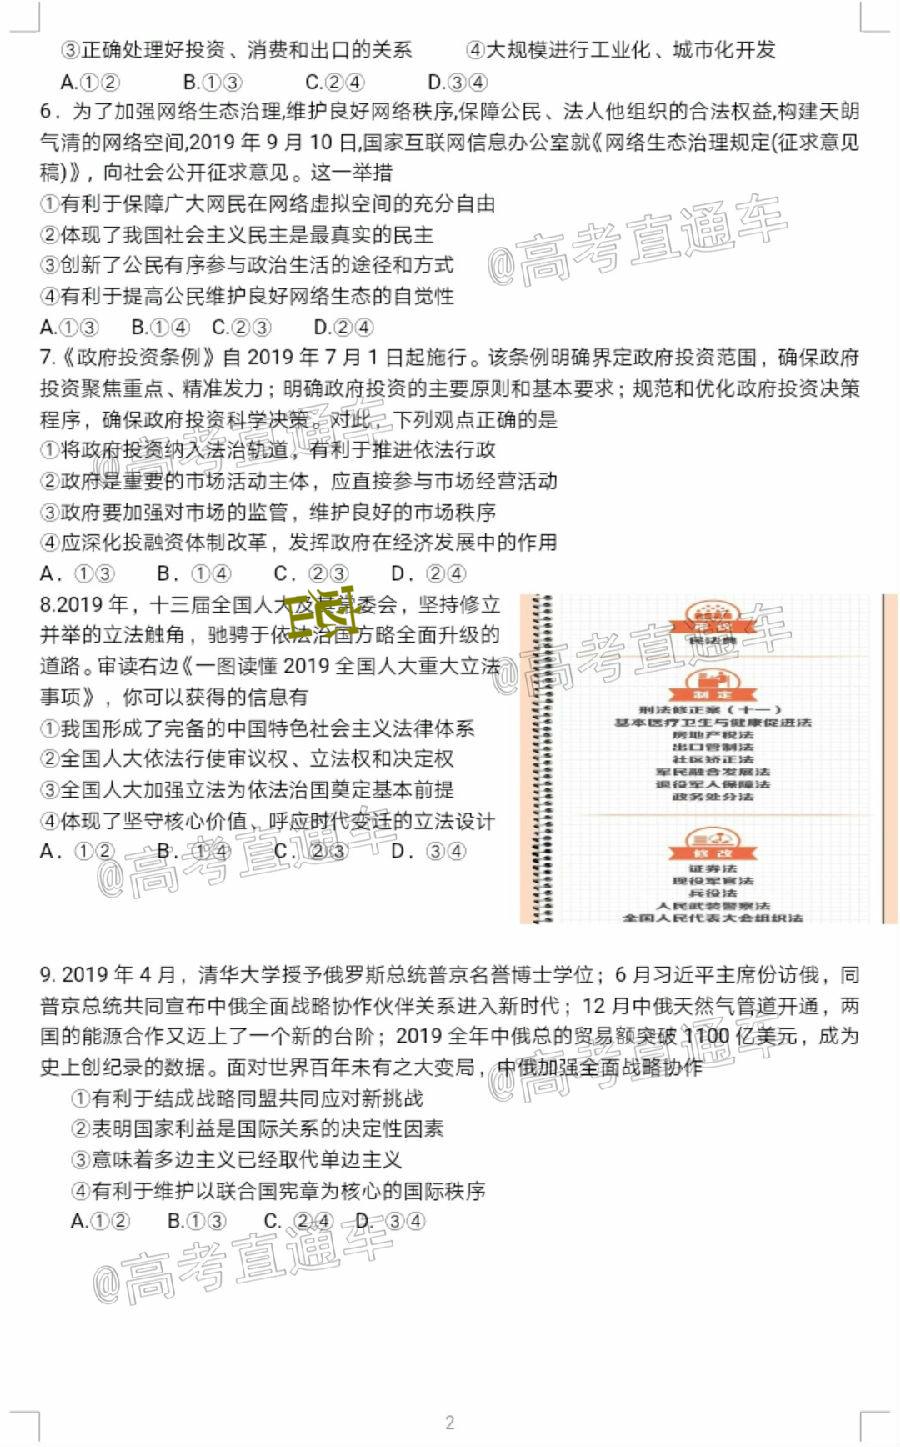 ③正确处理好投资、消费和出口的关系 ④大规模进行工业化、城市化开发
A.①② B.①③ C.②④ D.③④
6．为了加强网络生态治理,维护良好网络秩序,保障公民、法人他组织的合法权益,构建天朗
气清的网络空间,2019 年 9 月 10 日,国家互联网信息办公室就《网络生态治理规定(征求意见
稿)》，向社会公开征求意见。这一举措
①有利于保障广大网民在网络虚拟空间的充分自由
②体现了我国社会主义民主是最真实的民主
③创新了公民有序参与政治生活的途径和方式
④有利于提高公民维护良好网络生态的自觉性
A.①③ B.①④ C.②③ D.②④
@高考直通车
7.《政府投资条例》自 2019 年 7 月 1 日起施行。该条例明确界定政府投资范围，确保政府
投资聚焦重点、精准发力；明确政府投资的主要原则和基本要求；规范和优化政府投资决策
程序，确保政府投资科学决策。对此，下列观点正确的是
①将政府投资纳入法治轨道，有利于推进依法行政
②政府是重要的市场活动主体，应直接参与市场经营活动
③政府要加强对市场的监管，维护良好的市场秩序
④应深化投融资体制改革，发挥政府在经济发展中的作用
A．①③ B．①④ C．②③ D．②④
@高考直通车
8.2019 年，十三届全国人大及其常委会，坚持修立
并举的立法触角，驰骋于依法治国方略全面升级的
道路。审读右边《一图读懂 2019 全国人大重大立法
事项》，你可以获得的信息有
①我国形成了完备的中国特色社会主义法律体系
②全国人大依法行使审议权、立法权和决定权
③全国人大加强立法为依法治国奠定基本前提
④体现了坚守核心价值、呼应时代变迁的立法设计
A．①② B．①④ C．②③ D．③④
@高考直通车
审议
民法典
制定
刑法修正案（十一）
基本医疗卫生与健康促进法
房地产税法
出口管制法
社区矫正法
军民融合发展法
退役军人保障法
政务处分法
修改
证券法
现役军官法
兵役法
人民武装警察法
全国人民代表大会组织法
@高考直通车
9. 2019 年 4 月，清华大学授予俄罗斯总统普京名誉博士学位；6 月习近平主席份访俄，同
普京总统共同宣布中俄全面战略协作伙伴关系进入新时代；12 月中俄天然气管道开通，两
国的能源合作又迈上了一个新的台阶；2019 全年中俄总的贸易额突破 1100 亿美元，成为
史上创纪录的数据。面对世界百年未有之大变局，中俄加强全面战略协作
①有利于结成战略同盟共同应对新挑战
②表明国家利益是国际关系的决定性因素
③意味着多边主义已经取代单边主义
④有利于维护以联合国宪章为核心的国际秩序
A.①② B.①③ C. ②④ D. ③④
@高考直通车
@高考直通车
2